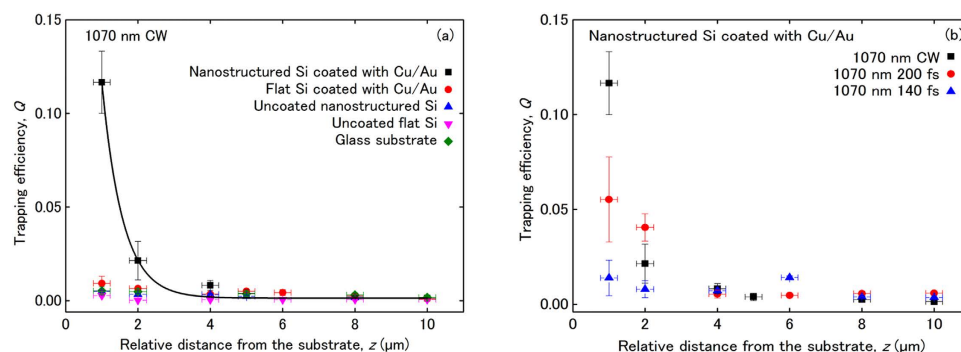 0.15
1070 nm CW
(a)
Nanostructured Si coated with Cu/Au
Flat Si coated with Cu/Au
Uncoated nanostructured Si
Uncoated flat Si
Glass substrate
0.10
0.05
0.00
Trapping efficiency, Q
0 2 4 6 8 10
Relative distance from the substrate, z (μm)
0.15
Nanostructured Si coated with Cu/Au
(b)
1070 nm CW
1070 nm 200 fs
1070 nm 140 fs
0.10
0.05
0.00
Trapping efficiency, Q
0 2 4 6 8 10
Relative distance from the substrate, z (μm)